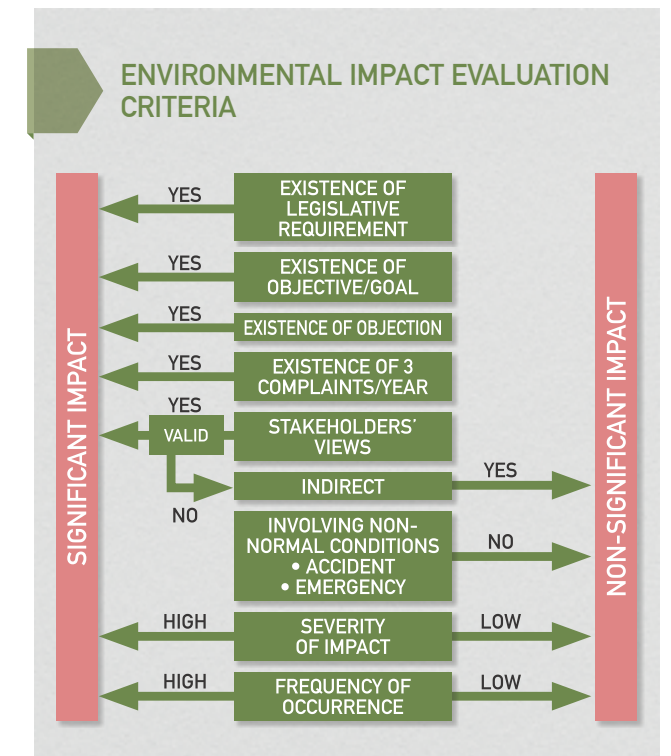 ENVIRONMENTAL IMPACT EVALUATION
CRITERIA
SIGNIFICANT IMPACT
YES
EXISTENCE OF
LEGISLATIVE
REQUIREMENT
YES
EXISTENCE OF
OBJECTIVE/GOAL
YES
EXISTENCE OF OBJECTION
YES
EXISTENCE OF 3
COMPLAINTS/YEAR
YES
VALID
STAKEHOLDERS'
VIEWS
NO
INDIRECT
YES
INVOLVING NON-
NORMAL CONDITIONS
• ACCIDENT
• EMERGENCY
NO
HIGH
SEVERITY
OF IMPACT
LOW
HIGH
FREQUENCY OF
OCCURRENCE
LOW
NON-SIGNIFICANT IMPACT